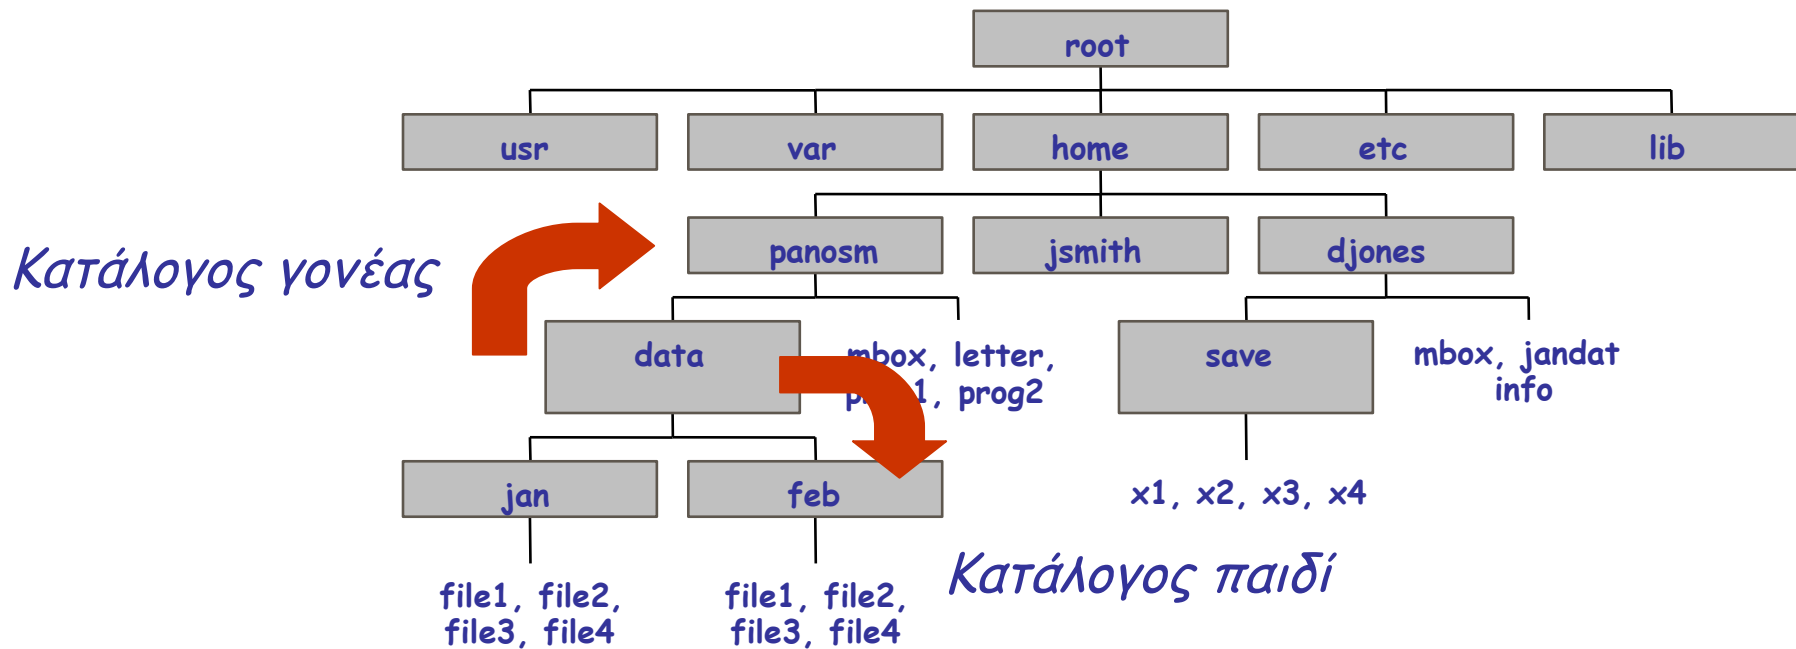 root
usr
var
home
etc
lib
Κατάλογος γονέας
panosm
jsmith
djones
data
mbox, letter,
1, prog2
save
mbox, jandat
info
jan
feb
x1, x2, x3, x4
Κατάλογος παιδί
file1, file2,
file3, file4
file1, file2,
file3, file4